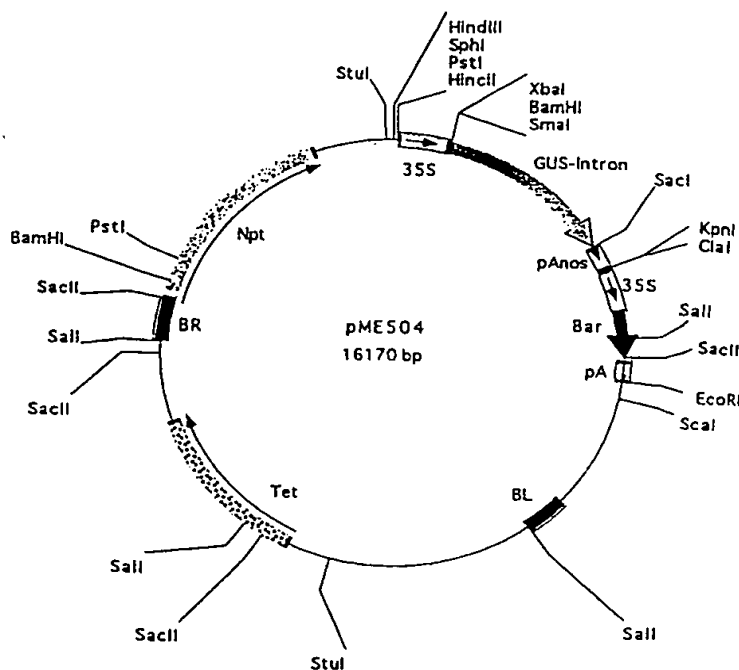 HindIII
SphI
PstI
HincII
StuI
XbaI
BamHI
SmaI
35S
GUS-Intron
SacI
PstI
Npt
BamHI
pAnos
KpnI
ClaI
35S
SacII
BR
pME504
16170 bp
Bar
SalI
SalI
SacII
SacII
pA
EcoRI
ScaI
Tet
BL
SalI
SacII
StuI
SalI